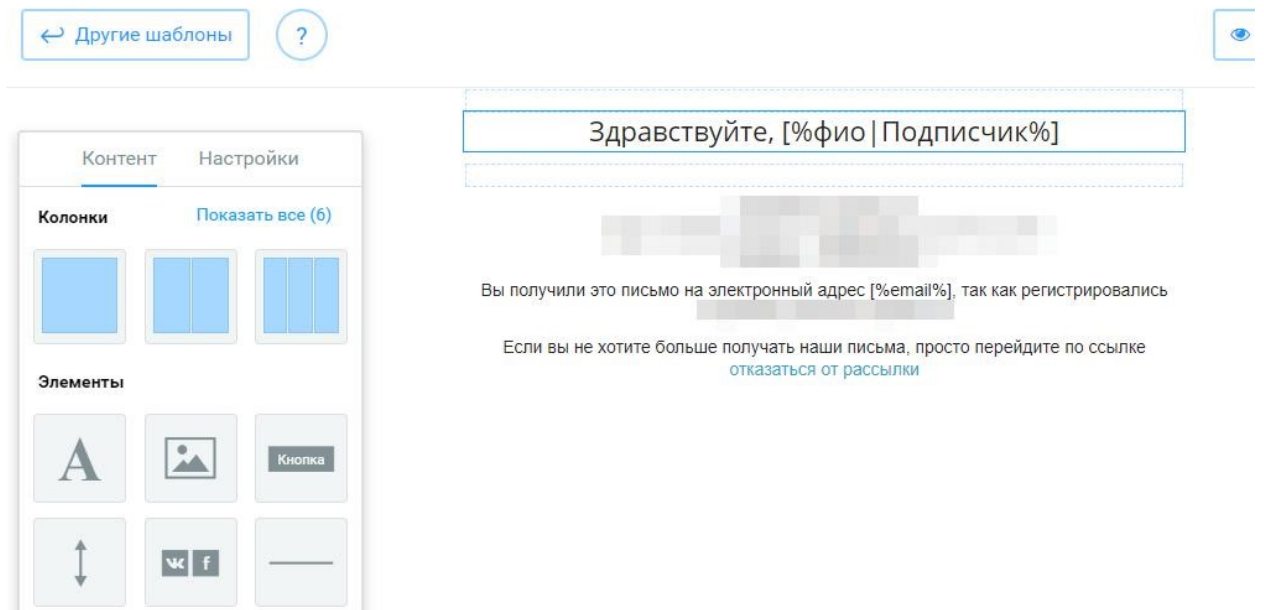 Другие шаблоны
?
Здравствуйте, [%фио|Подписчик%]
Контент Настройки
Колонки Показать все (6)
Вы получили это письмо на электронный адрес [%email%], так как регистрировались
Если вы не хотите больше получать наши письма, просто перейдите по ссылке
отказаться от рассылки
Элементы
A
Кнопка
f